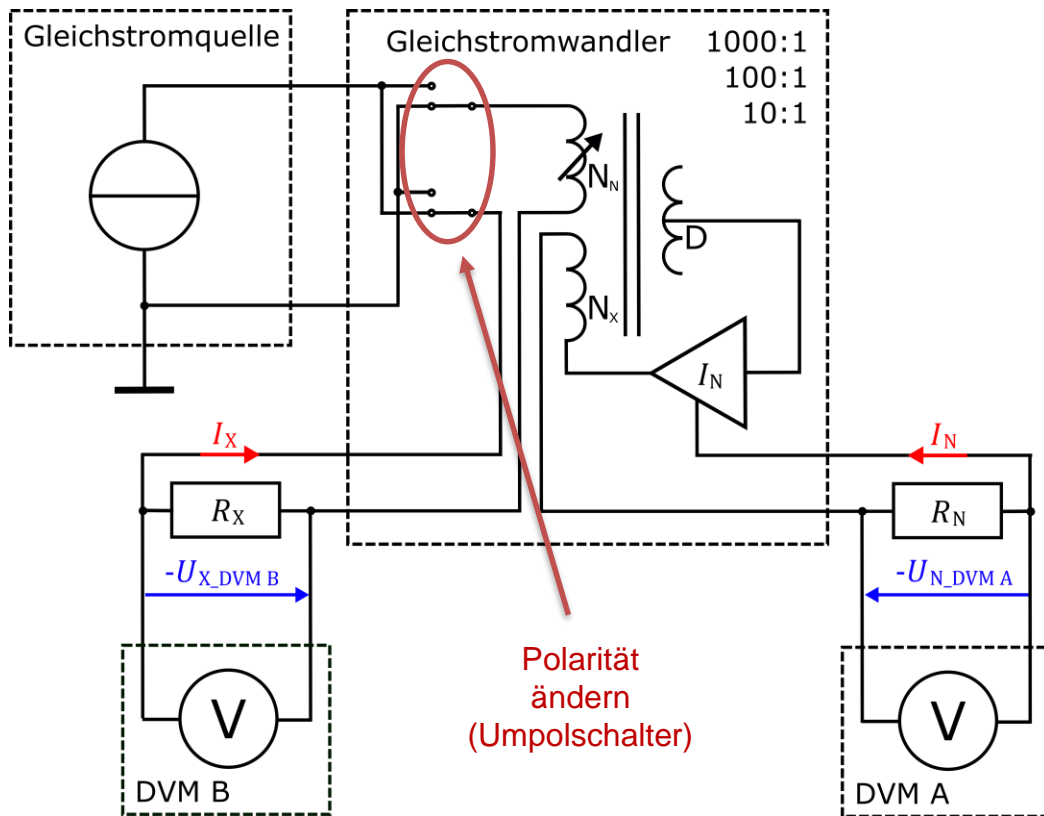 Gleichstromquelle
Gleichstromwandler
1000:1
100:1
10:1
N_N
D
N_X
I_N
I_X
I_N
R_X
R_N
-U_X_DVM B
-U_N_DVM A
Polarität
ändern
(Umpolschalter)
V
V
DVM B
DVM A